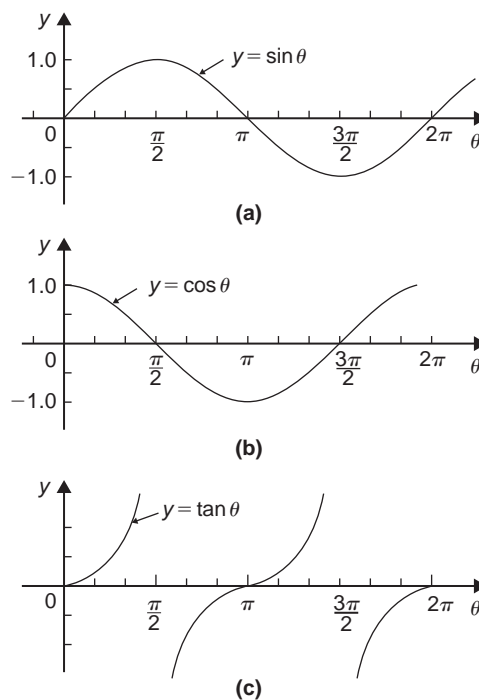 y
1.0
y = sin θ
0
π/2
π
3π/2
2π
θ
−1.0
(a)
y
1.0
y = cos θ
0
π/2
π
3π/2
2π
θ
−1.0
(b)
y
y = tan θ
0
π/2
π
3π/2
2π
θ
(c)